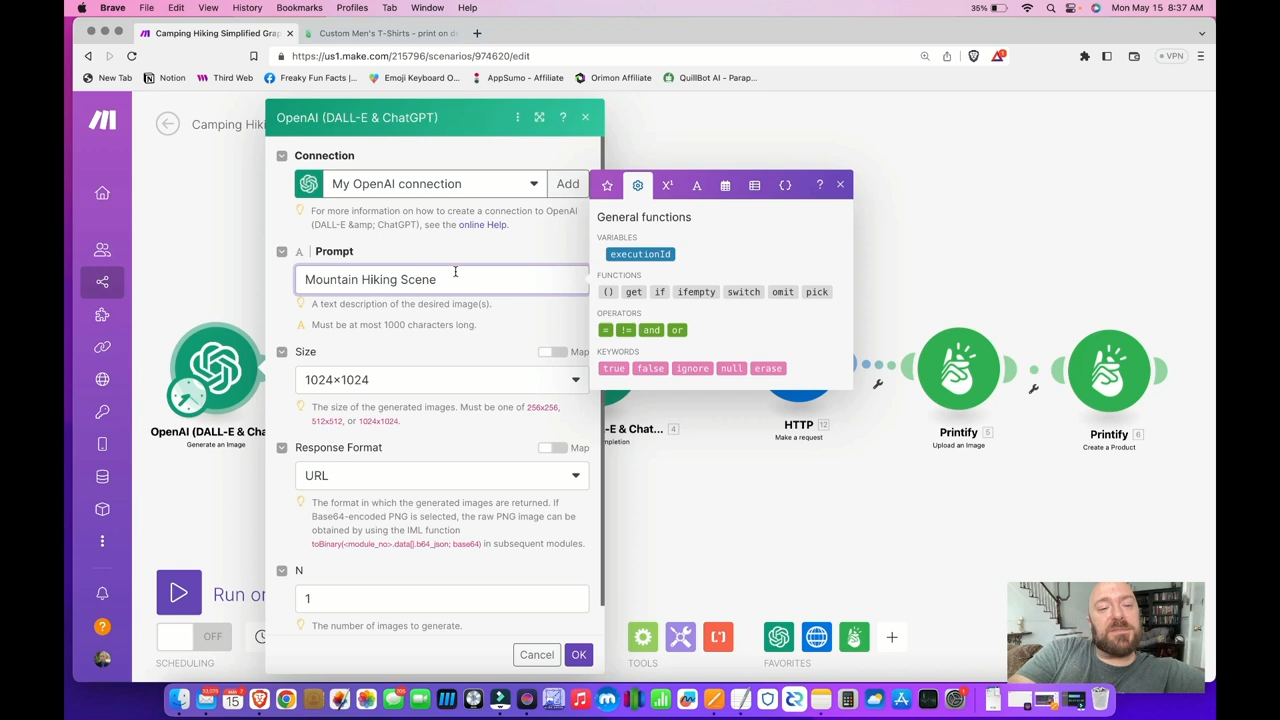 Brave File Edit View History Bookmarks Profiles Tab Window Help
35% Mon May 15 8:37 AM
Camping Hiking Simplified Gra
Custom Men's T-Shirts - print on d
https://us1.make.com/215796/scenarios/974620/edit
VPN
New Tab Notion Third Web Freaky Fun Facts |... Emoji Keyboard O... AppSumo - Affiliate Orimon Affiliate QuillBot AI - Parap...
Camping Hiki
OpenAI (DALL-E & ChatGPT)
Connection
My OpenAI connection
Add
For more information on how to create a connection to OpenAI
(DALL-E &amp; ChatGPT), see the online Help.
A Prompt
Mountain Hiking Scene
A text description of the desired image(s).
Must be at most 1000 characters long.
Size
Map
1024×1024
The size of the generated images. Must be one of 256x256,
512x512, or 1024x1024.
Response Format
Map
URL
The format in which the generated images are returned. If
Base64-encoded PNG is selected, the raw PNG image can be
obtained by using the IML function
toBinary(<module_no>.data[].b64_json; base64) in subsequent modules.
N
1
The number of images to generate.
Cancel
OK
X¹ A { } ?
General functions
VARIABLES
executionId
FUNCTIONS
() get if ifempty switch omit pick
OPERATORS
= != and or
KEYWORDS
true false ignore null erase
OpenAI (DALL-E & Cha
Generate an Image
-E & Chat... 4
mpletion
HTTP 12
Make a request
Printify 5
Upload an Image
Printify 6
Create a Product
Run on
OFF
SCHEDULING
TOOLS
FAVORITES